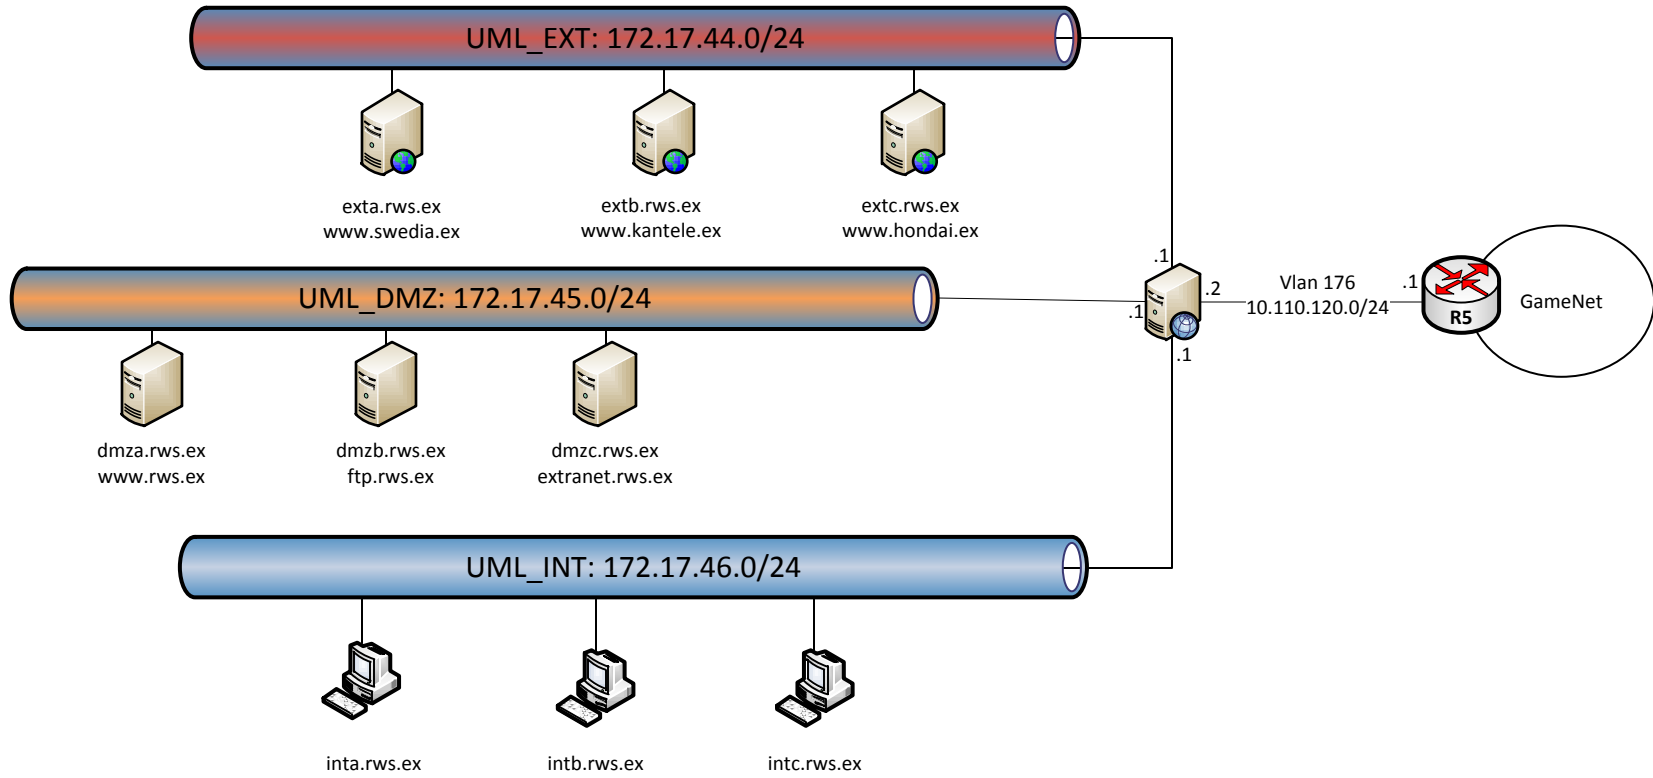 UML_EXT: 172.17.44.0/24
exta.rws.ex
www.swedia.ex
extb.rws.ex
www.kantele.ex
extc.rws.ex
www.hondai.ex
.1
UML_DMZ: 172.17.45.0/24
.1
.2
Vlan 176
10.110.120.0/24
.1
R5
GameNet
.1
dmza.rws.ex
www.rws.ex
dmzb.rws.ex
ftp.rws.ex
dmzc.rws.ex
extranet.rws.ex
UML_INT: 172.17.46.0/24
inta.rws.ex
intb.rws.ex
intc.rws.ex